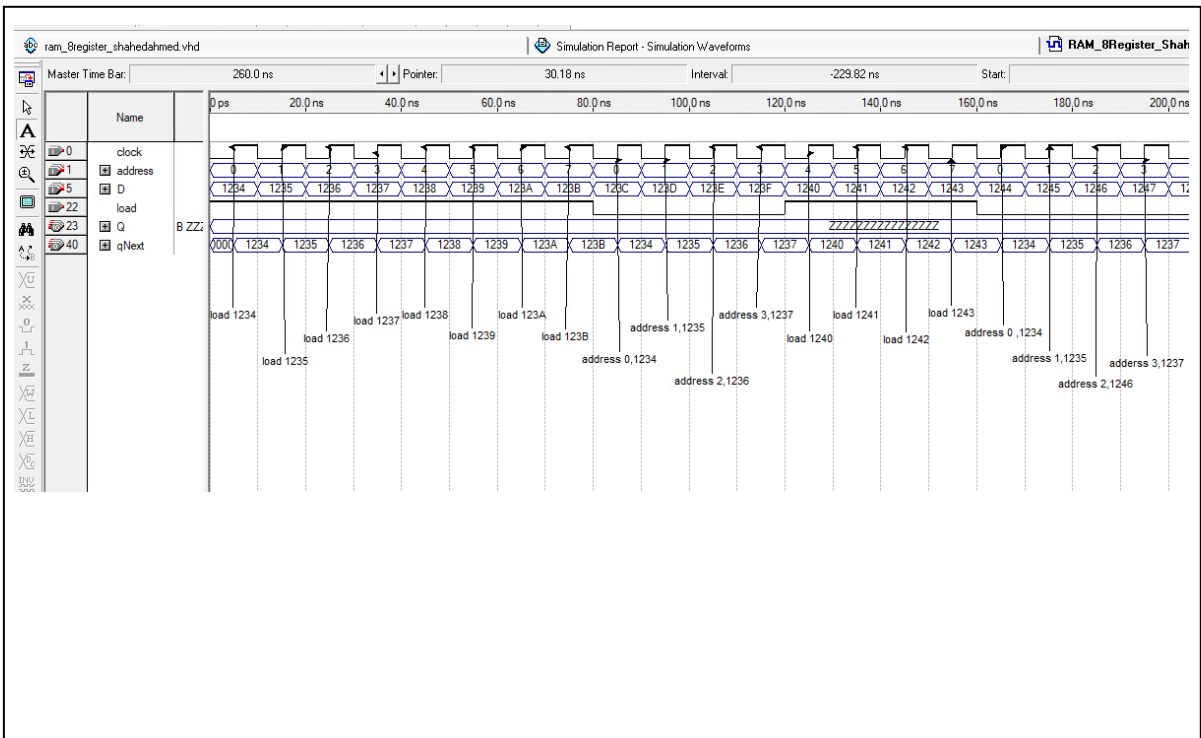 ram_8register_shahedahmed.vhd Simulation Report - Simulation Waveforms RAM_8Register_Shah
Master Time Bar: 260.0 ns Pointer: 30.18 ns Interval: -229.82 ns Start:
Name 0 ps 20.0 ns 40.0 ns 60.0 ns 80.0 ns 100.0 ns 120.0 ns 140.0 ns 160.0 ns 180.0 ns 200.0 ns
0 clock
1 address 0 1 2 3 4 5 6 7 0 1 2 3 4 5 6 7 0 1 2 3
5 D 1234 1235 1236 1237 1238 1239 123A 123B 123C 123D 123E 123F 1240 1241 1242 1243 1244 1245 1246 1247 12
22 load
23 Q B ZZZ ZZZZZZZZZZZZZZZZ
40 qNext 0000 1234 1235 1236 1237 1238 1239 123A 123B 1234 1235 1236 1237 1240 1241 1242 1243 1234 1235 1236 1237
load 1234 load 1237 load 1238 load 123A address 3,1237 load 1241 load 1243
load 1236 load 1239 load 123B address 1,1235 load 1240 load 1242 address 0 ,1234
load 1235 address 0,1234 address 1,1235 adderss 3,1237
address 2,1236 address 2,1246